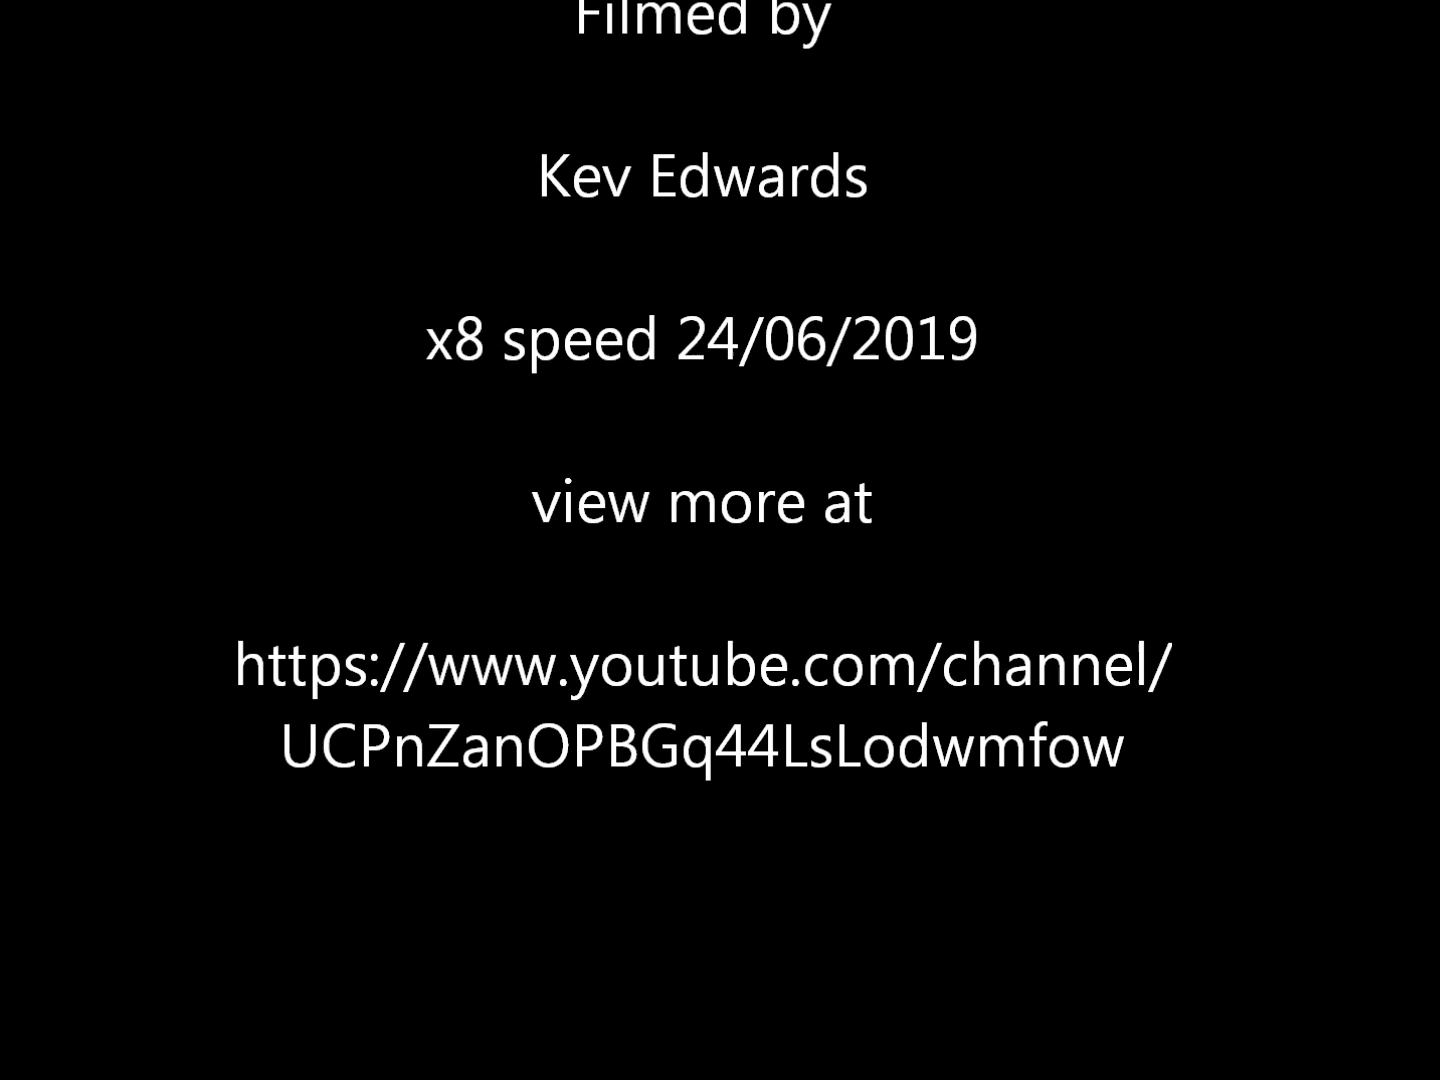 Filmed by
Kev Edwards
x8 speed 24/06/2019
view more at
https://www.youtube.com/channel/
UCPnZanOPBGq44LsLodwmfow